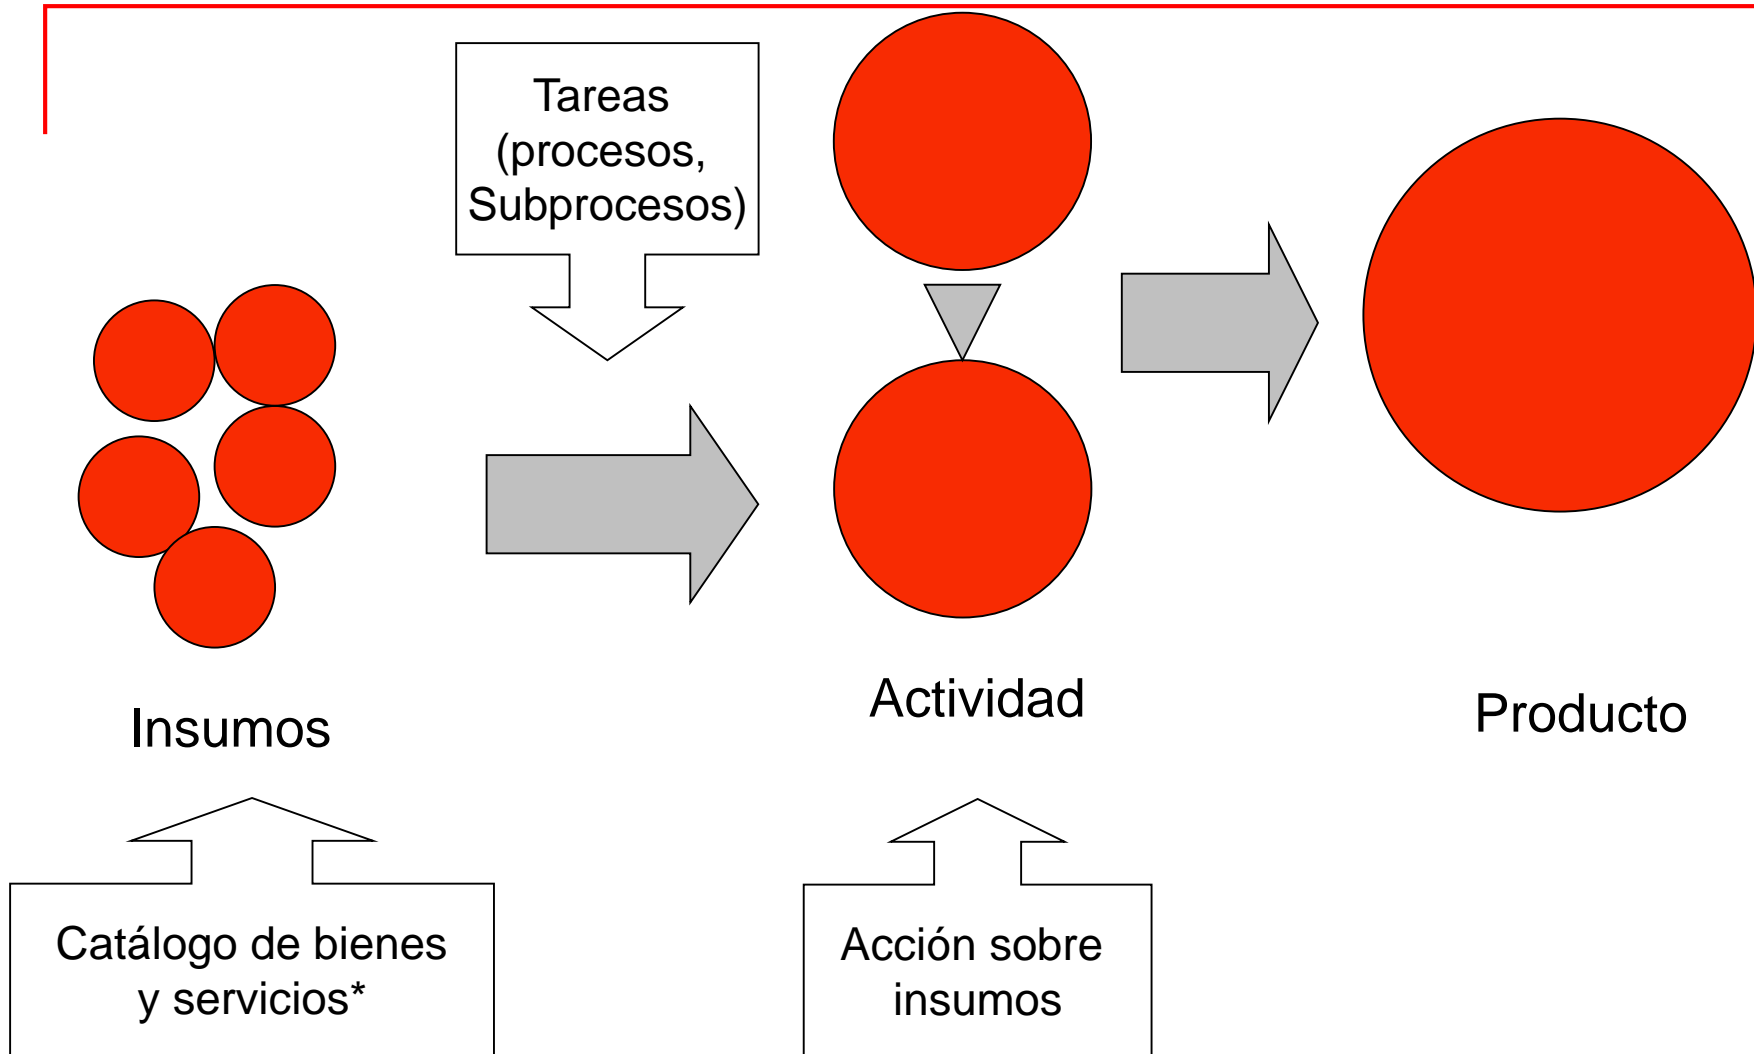 Tareas
(procesos,
Subprocesos)
Insumos
Actividad
Producto
Catálogo de bienes
y servicios*
Acción sobre
insumos